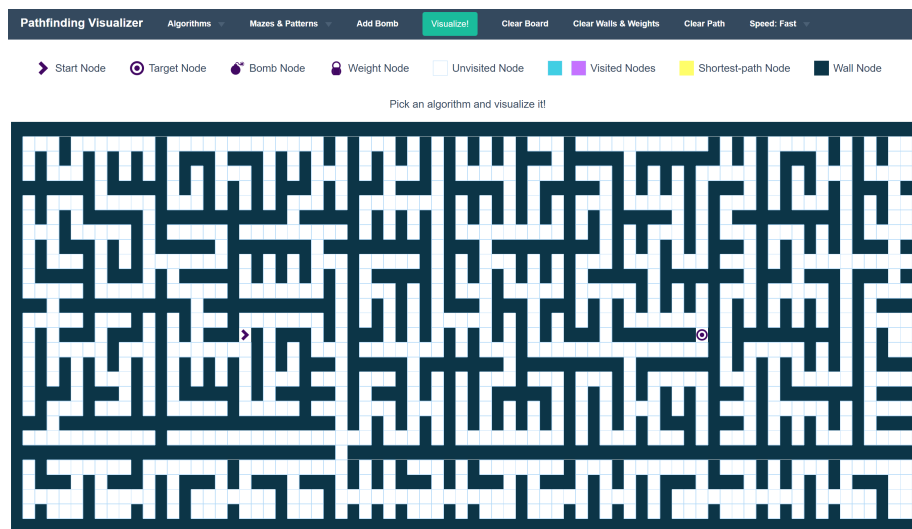 Pathfinding Visualizer Algorithms Mazes & Patterns Add Bomb Visualize! Clear Board Clear Walls & Weights Clear Path Speed: Fast
Start Node Target Node Bomb Node Weight Node Unvisited Node Visited Nodes Shortest-path Node Wall Node
Pick an algorithm and visualize it!